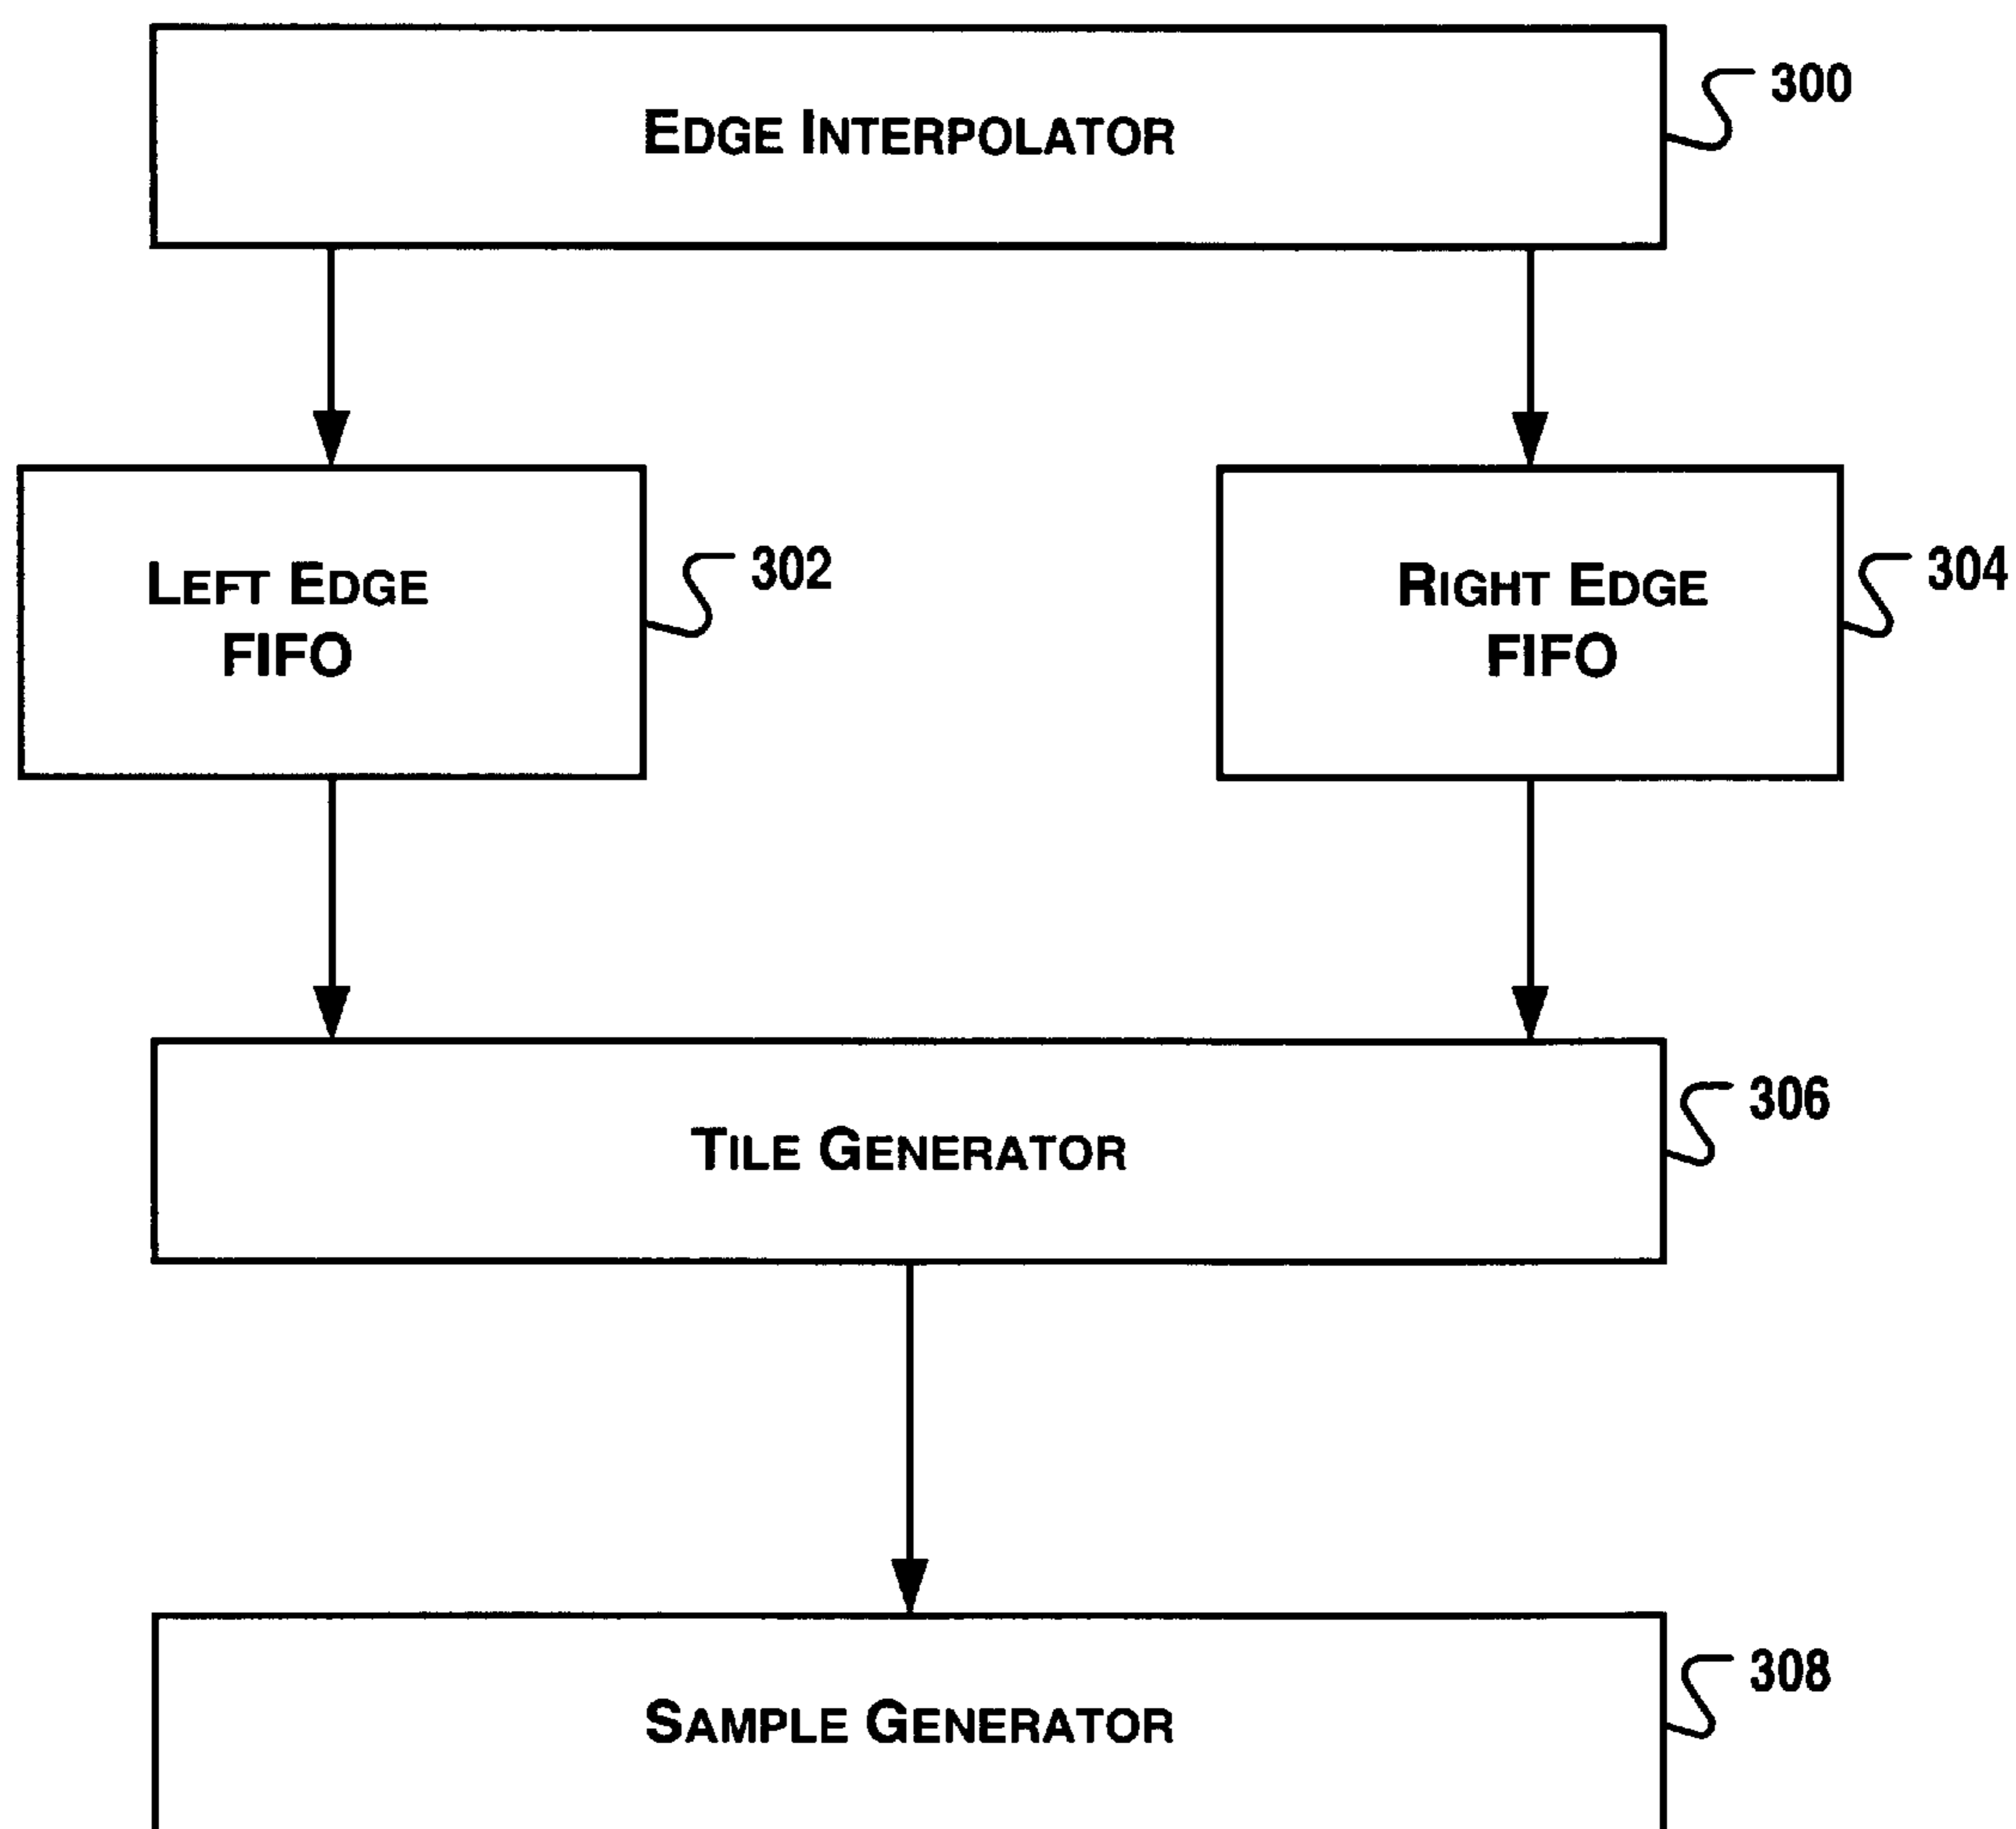 EDGE INTERPOLATOR
300
LEFT EDGE
FIFO
302
RIGHT EDGE
FIFO
304
TILE GENERATOR
306
SAMPLE GENERATOR
308